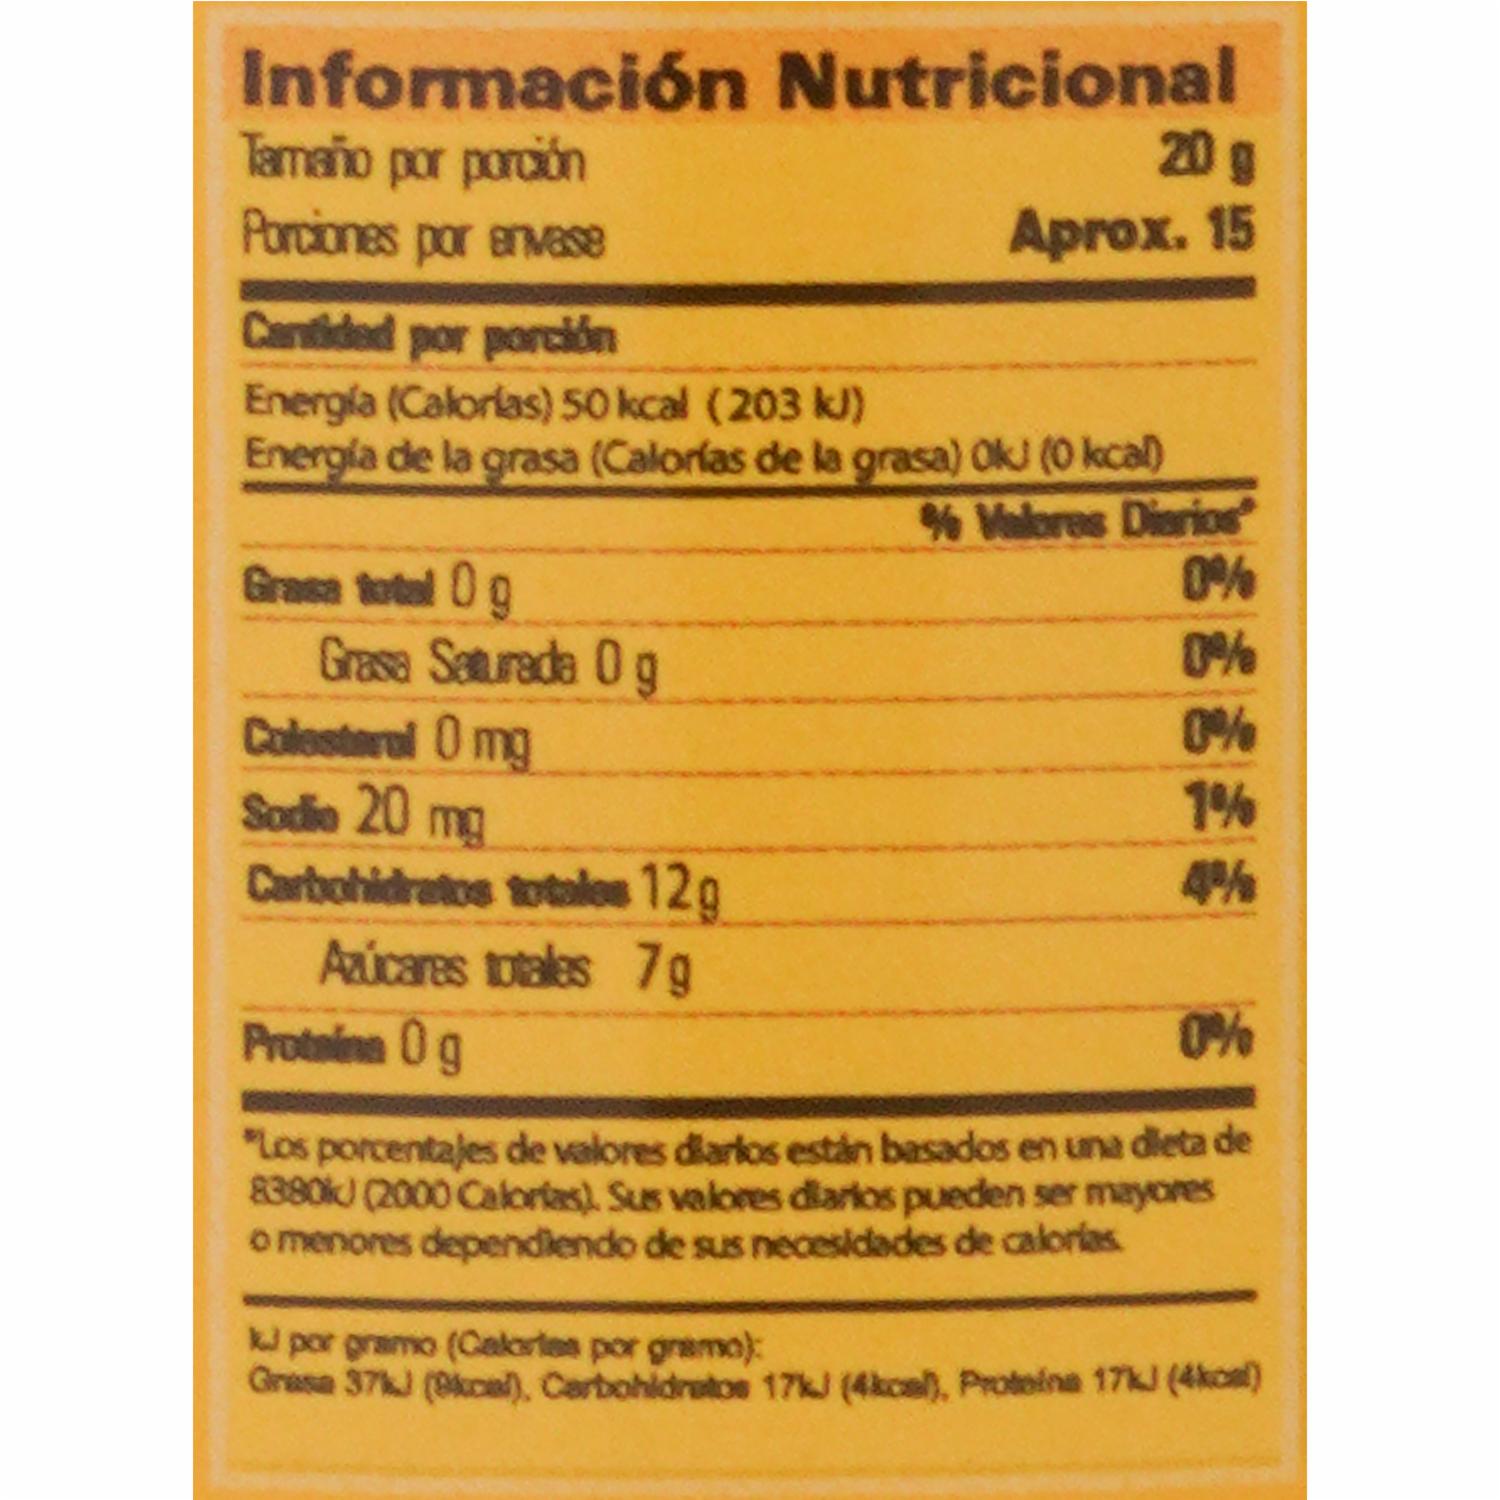 Información Nutricional
Tamaño por porción 20 g
Porciones por envase Aprox. 15
Cantidad por porción
Energía (Calorías) 50 kcal (203 kJ)
Energía de la grasa (Calorías de la grasa) 0kJ (0 kcal)
% Valores Diarios*
Grasa total 0 g 0%
Grasa Saturada 0 g 0%
Colesterol 0 mg 0%
Sodio 20 mg 1%
Carbohidratos totales 12g 4%
Azúcares totales 7g
Proteína 0 g 0%
*Los porcentajes de valores diarios están basados en una dieta de
8380kJ (2000 Calorías). Sus valores diarios pueden ser mayores
o menores dependiendo de sus necesidades de calorías.
kJ por gramo (Calorías por gramo):
Grasa 37kJ (9kcal), Carbohidratos 17kJ (4kcal), Proteína 17kJ (4kcal)